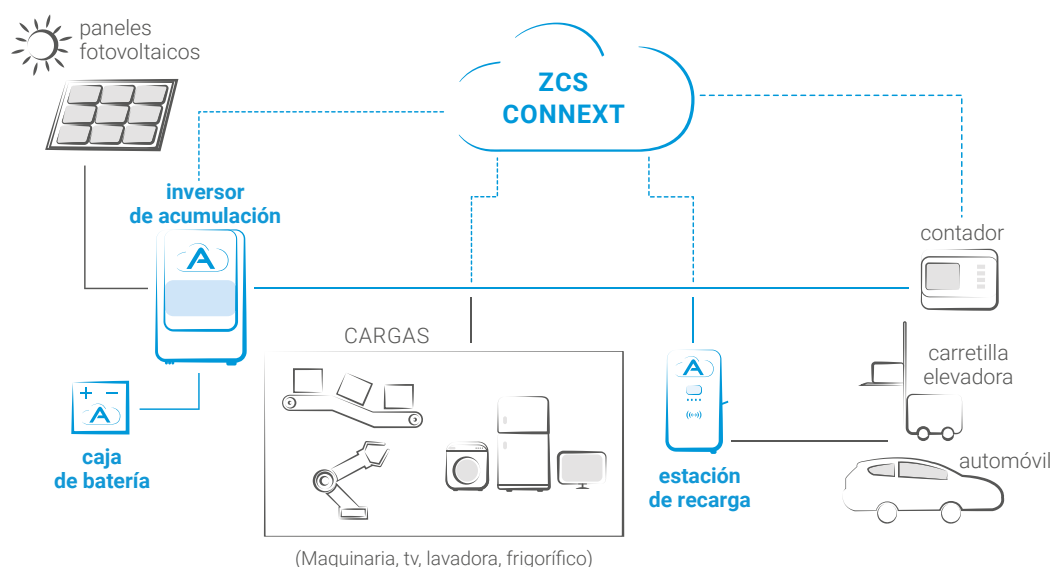 paneles
fotovoltaicos
ZCS
CONNEXT
inversor
de acumulación
A
contador
CARGAS
carretilla
elevadora
A
+ −
A
caja
de batería
estación
de recarga
automóvil
(Maquinaria, tv, lavadora, frigorífico)